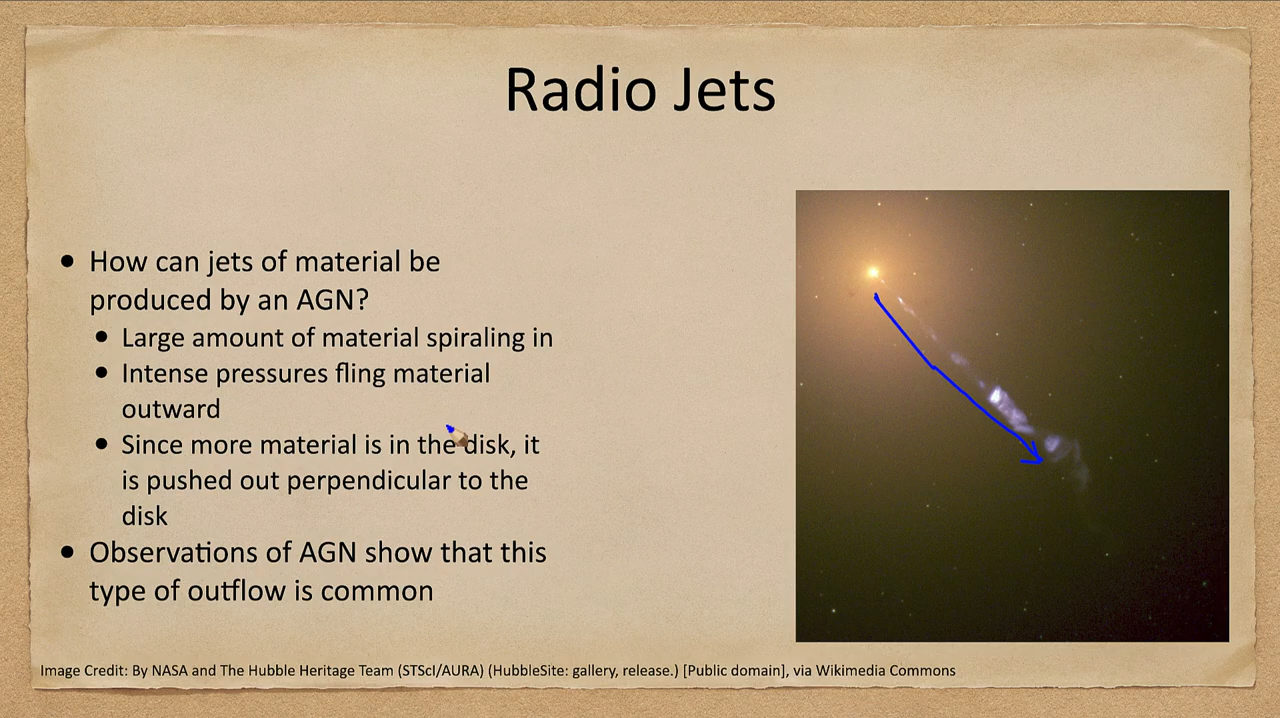 Radio Jets
• How can jets of material be
produced by an AGN?
• Large amount of material spiraling in
• Intense pressures fling material
outward
• Since more material is in the disk, it
is pushed out perpendicular to the
disk
• Observations of AGN show that this
type of outflow is common
Image Credit: By NASA and The Hubble Heritage Team (STScI/AURA) (HubbleSite: gallery, release.) [Public domain], via Wikimedia Commons